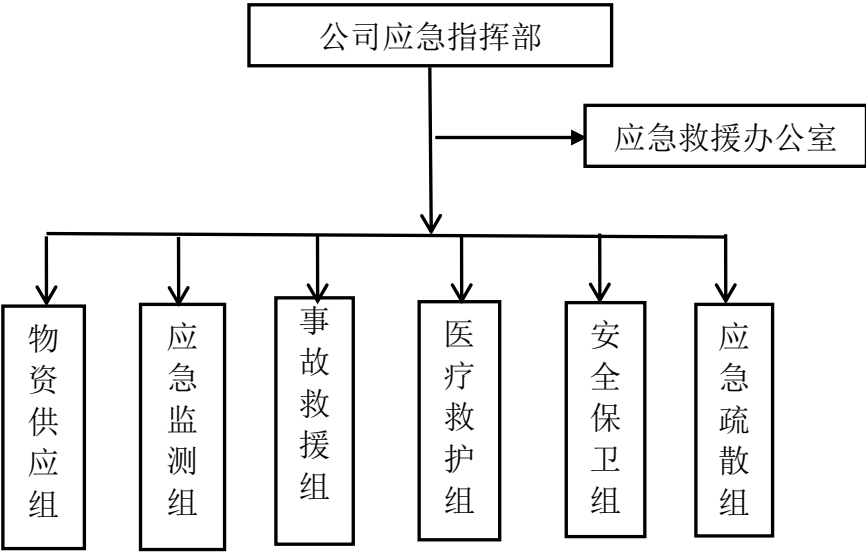 公司应急指挥部
应急救援办公室
物资供应组
应急监测组
事故救援组
医疗救护组
安全保卫组
应急疏散组